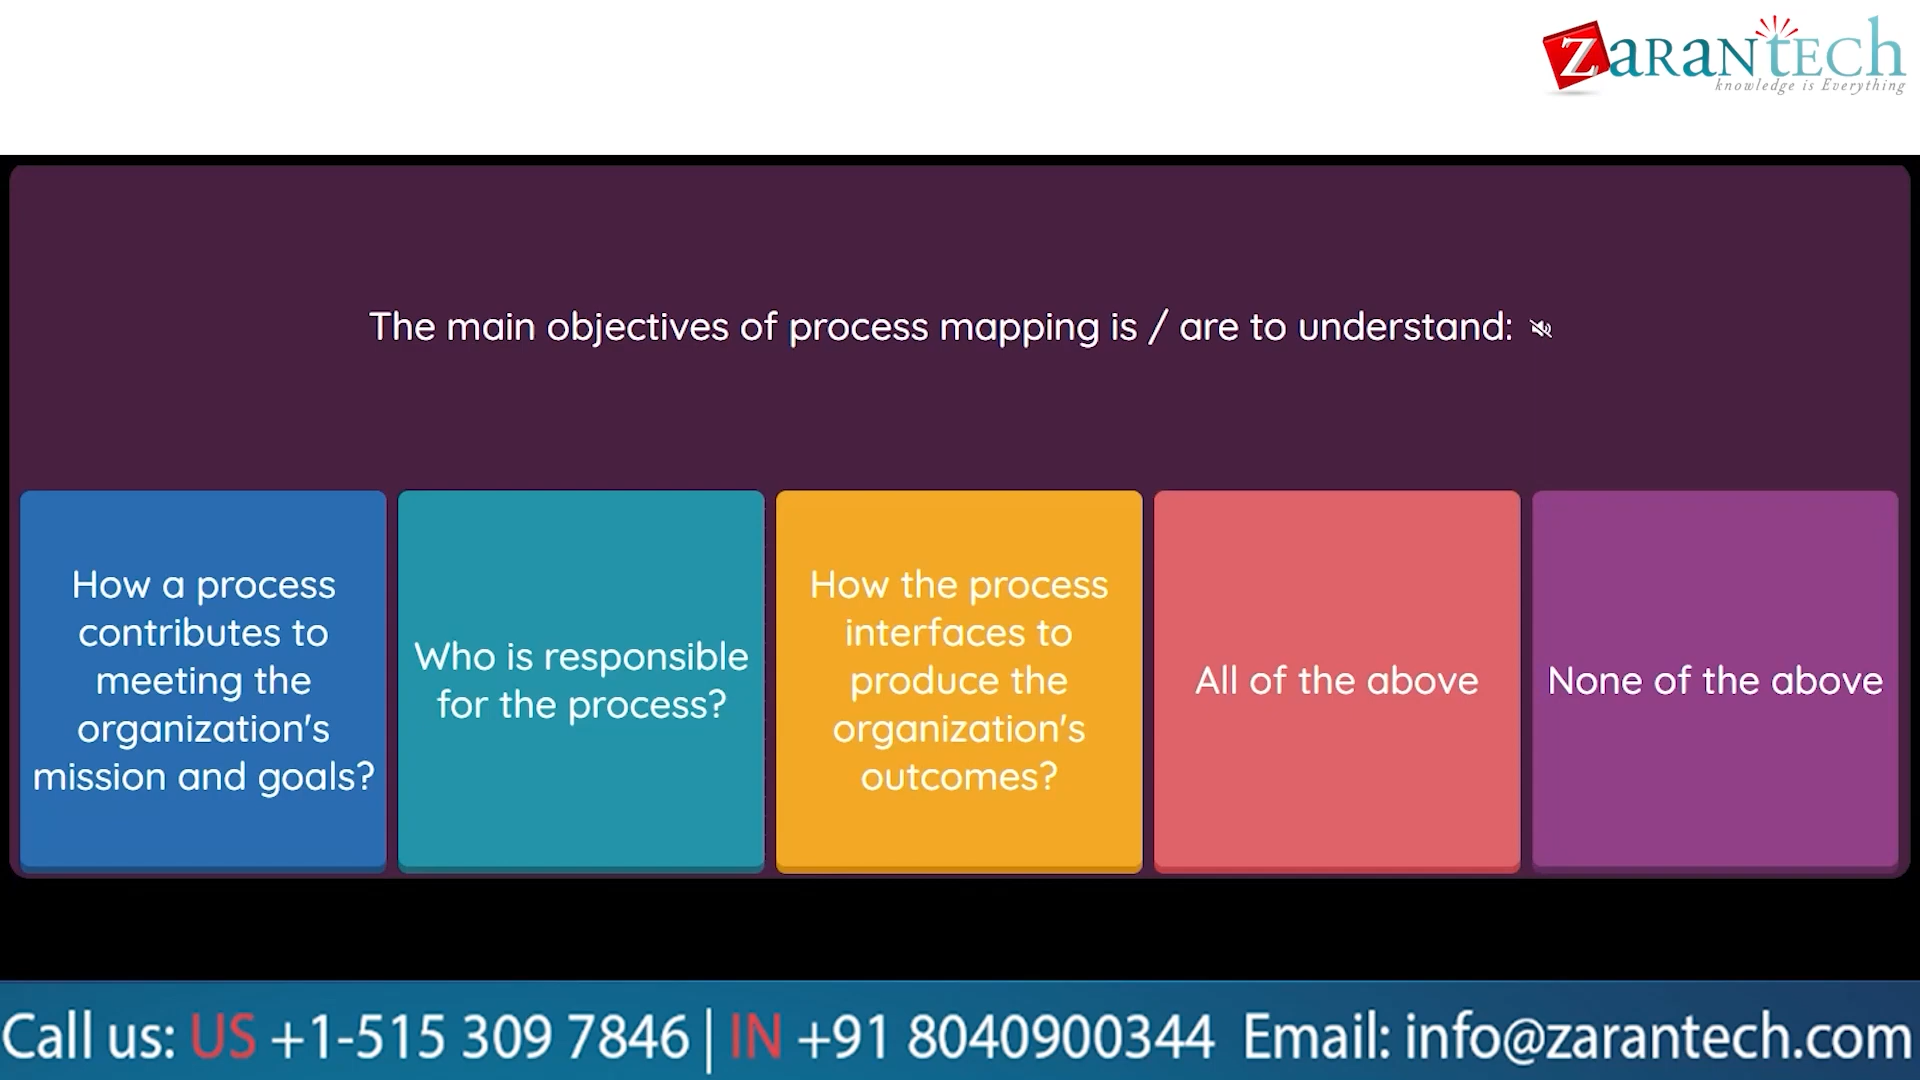 ZARANTECH
knowledge is Everything
The main objectives of process mapping is / are to understand:
How a process
contributes to
meeting the
organization's
mission and goals?
Who is responsible
for the process?
How the process
interfaces to
produce the
organization's
outcomes?
All of the above
None of the above
Call us: US +1-515 309 7846 | IN +91 8040900344 Email: info@zarantech.com